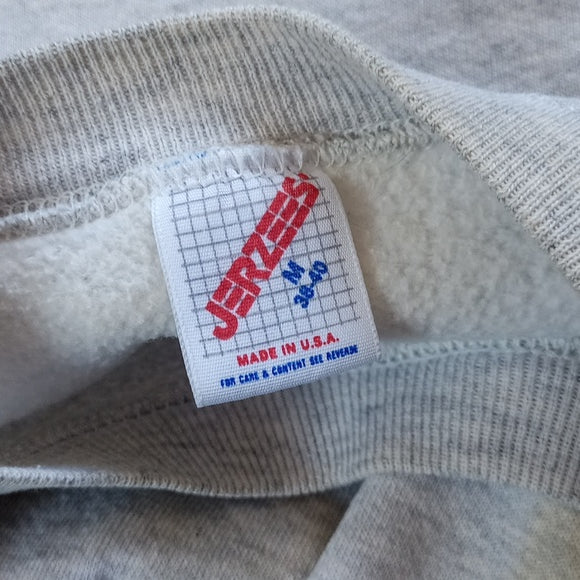 JERZEES
M
38-40
MADE IN U.S.A.
FOR CARE & CONTENT SEE REVERSE